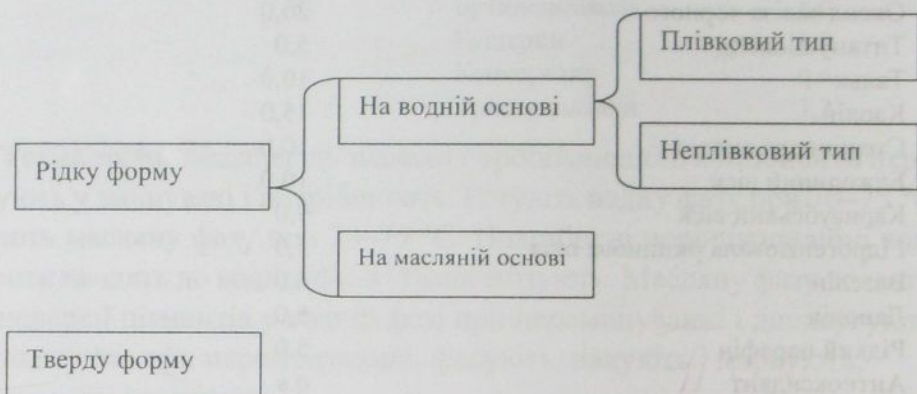 Плівковий тип
На водній основі
Неплівковий тип
Рідку форму
На масляній основі
Тверду форму